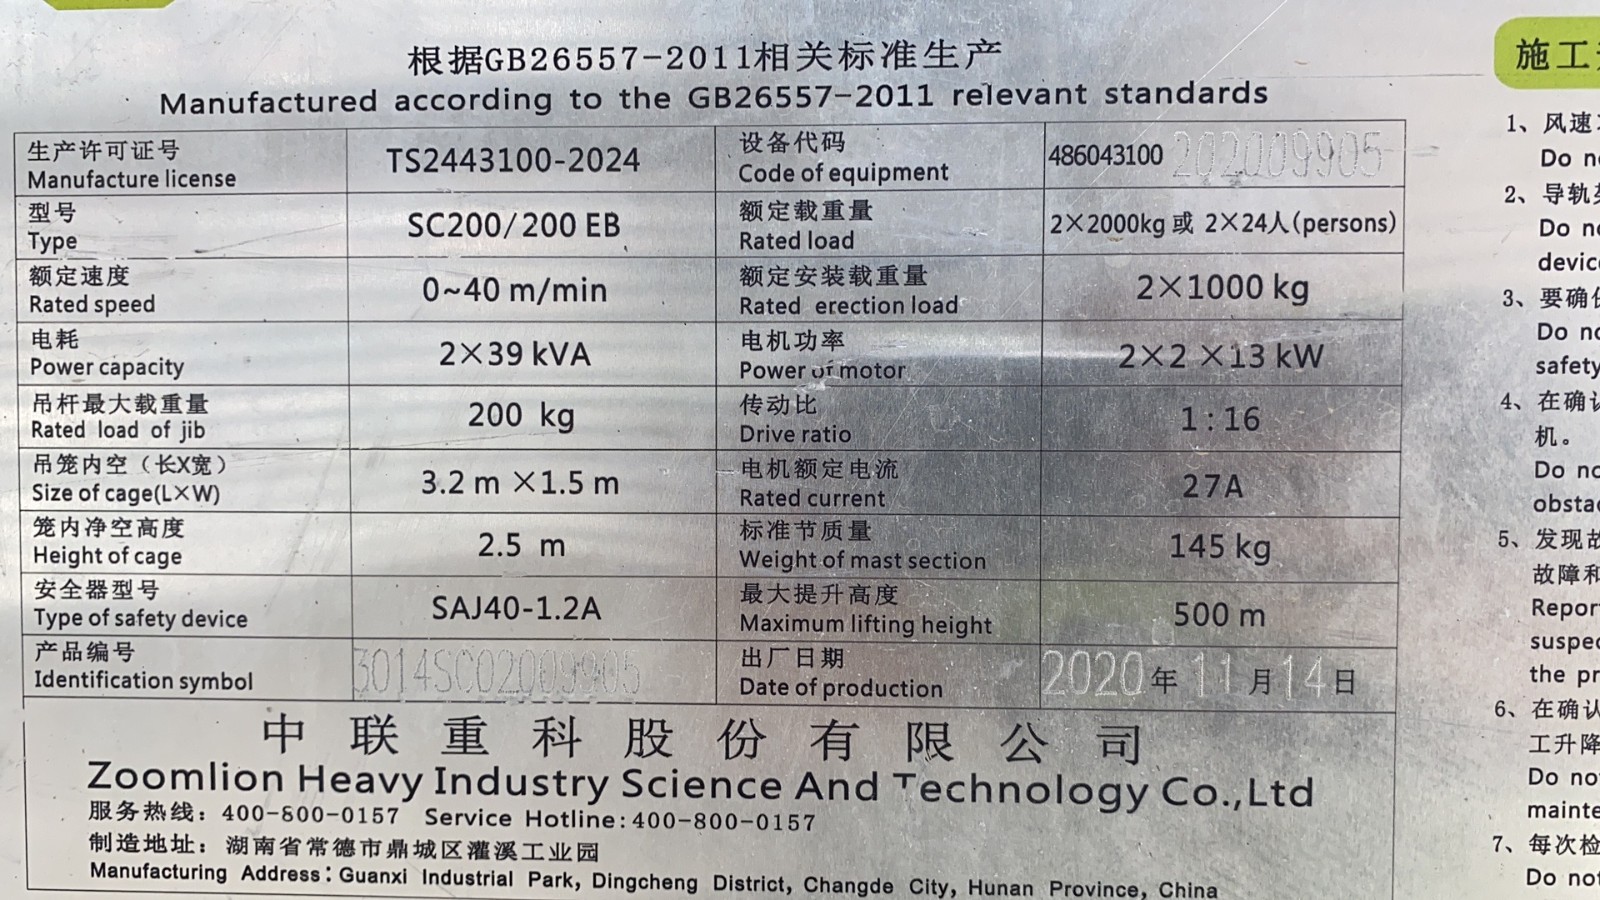 根据GB26557-2011相关标准生产
Manufactured according to the GB26557-2011 relevant standards
生产许可证号
Manufacture license
TS2443100-2024
设备代码
Code of equipment
486043100 202009905
型号
Type
SC200/200 EB
额定载重量
Rated load
2×2000kg 或 2×24人(persons)
额定速度
Rated speed
0~40 m/min
额定安装载重量
Rated erection load
2×1000 kg
电耗
Power capacity
2×39 kVA
电机功率
Power of motor
2×2 ×13 kW
吊杆最大载重量
Rated load of jib
200 kg
传动比
Drive ratio
1:16
吊笼内空（长X宽）
Size of cage(L×W)
3.2 m ×1.5 m
电机额定电流
Rated current
27A
笼内净空高度
Height of cage
2.5 m
标准节质量
Weight of mast section
145 kg
安全器型号
Type of safety device
SAJ40-1.2A
最大提升高度
Maximum lifting height
500 m
产品编号
Identification symbol
3014SC02009905
出厂日期
Date of production
2020年11月14日
中联重科股份有限公司
Zoomlion Heavy Industry Science And Technology Co.,Ltd
服务热线：400-800-0157 Service Hotline:400-800-0157
制造地址：湖南省常德市鼎城区灌溪工业园
Manufacturing Address：Guanxi Industrial Park, Dingcheng District, Changde City, Hunan Province, China
施工
1、风速
Do
2、导轨
Do
3、要确
Do
safety
4、在确
机。
Do
5、发现
故障和
the
6、在确
工升降
Do not
7、每次检
Do not